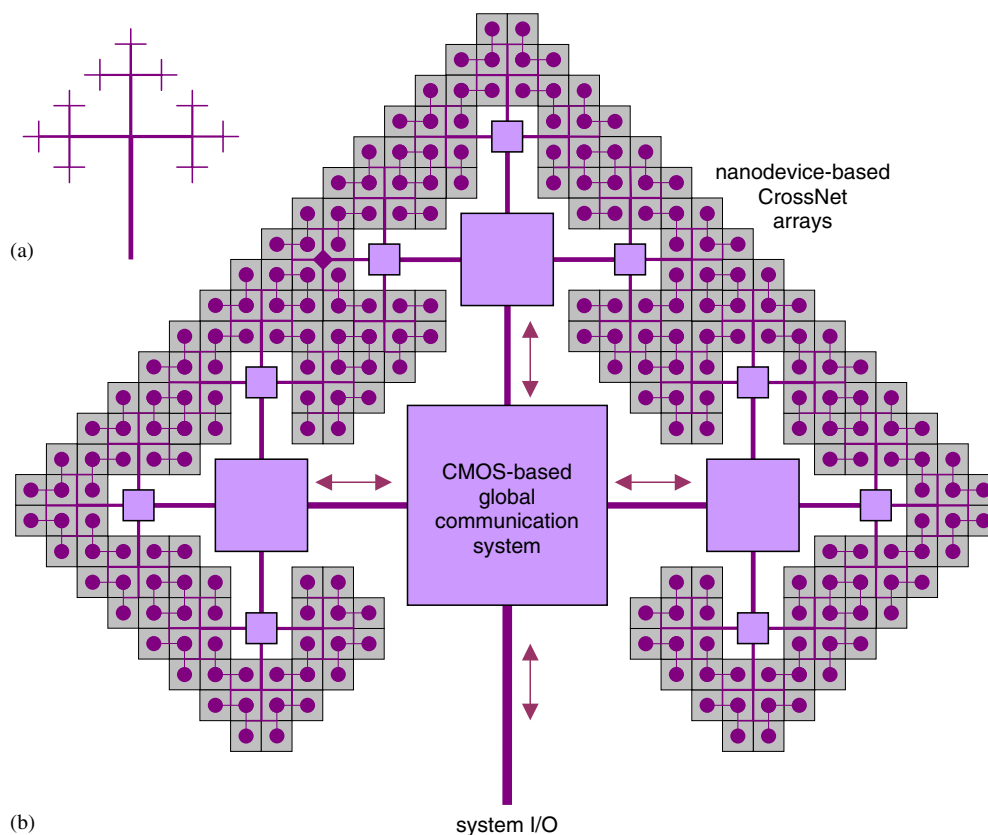 (a)
nanodevice-based
CrossNet
arrays
CMOS-based
global
communication
system
(b)
system I/O